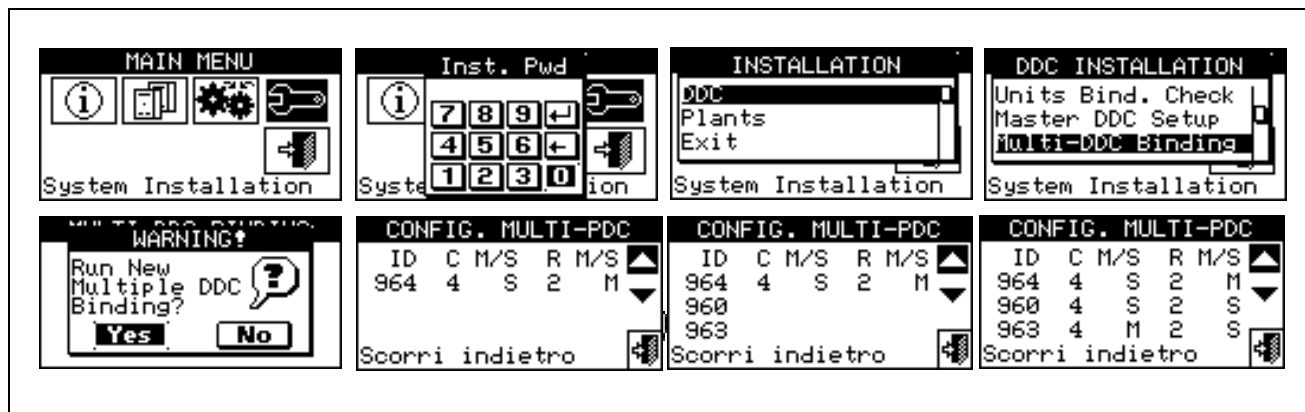 MAIN MENU
System Installation
Inst. Pwd
7 8 9
4 5 6
1 2 3 0
Syste ion
INSTALLATION
DDC
Plants
Exit
System Installation
DDC INSTALLATION
Units Bind. Check
Master DDC Setup
Multi-DDC Binding
System Installation
MULTI DDC BINDING
WARNING!
Run New
Multiple DDC
Binding?
Yes No
CONFIG. MULTI-PDC
ID C M/S R M/S
964 4 S 2 M
Scorri indietro
CONFIG. MULTI-PDC
ID C M/S R M/S
964 4 S 2 M
960
963
Scorri indietro
CONFIG. MULTI-PDC
ID C M/S R M/S
964 4 S 2 M
960 4 S 2 S
963 4 M 2 S
Scorri indietro